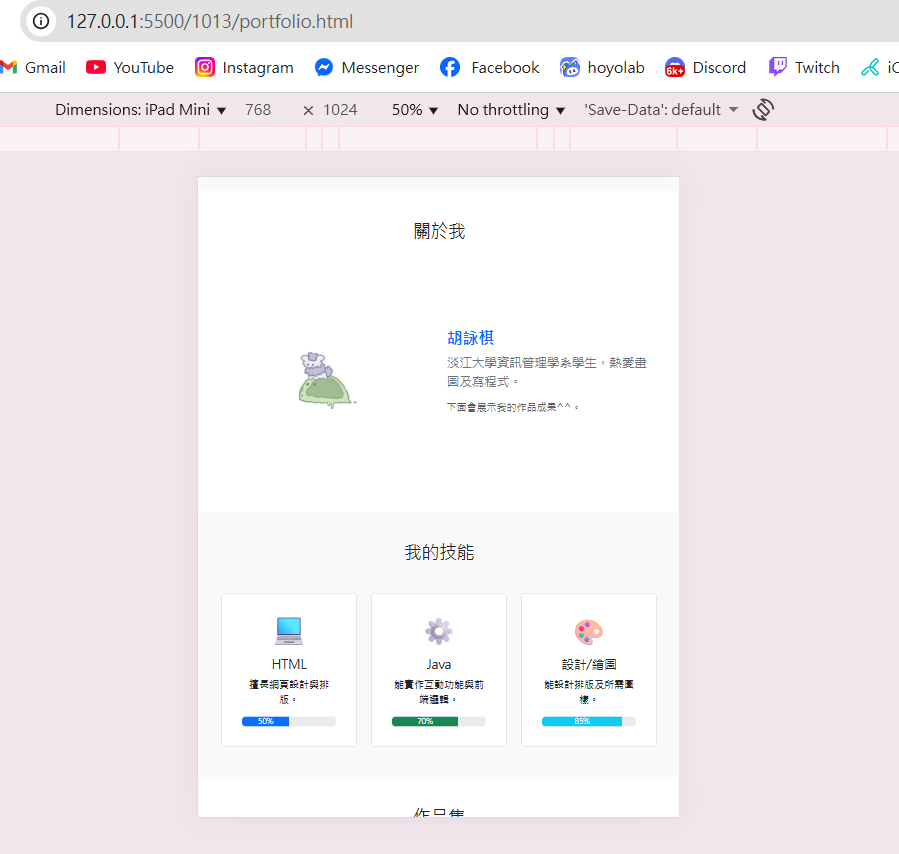 127.0.0.1:5500/1013/portfolio.html
Gmail YouTube Instagram Messenger Facebook hoyolab 6K+ Discord Twitch iC
Dimensions: iPad Mini ▼ 768 × 1024 50% ▼ No throttling ▼ 'Save-Data': default
關於我
胡詠棋
淡江大學資訊管理學系學生，熱愛畫
圖及寫程式。
下面會展示我的作品成果^^。
我的技能
HTML
擅長網頁設計與排
版。
50%
Java
能實作互動功能與前
端邏輯。
70%
設計/繪圖
能設計排版及所需圖
樣。
85%
作品集